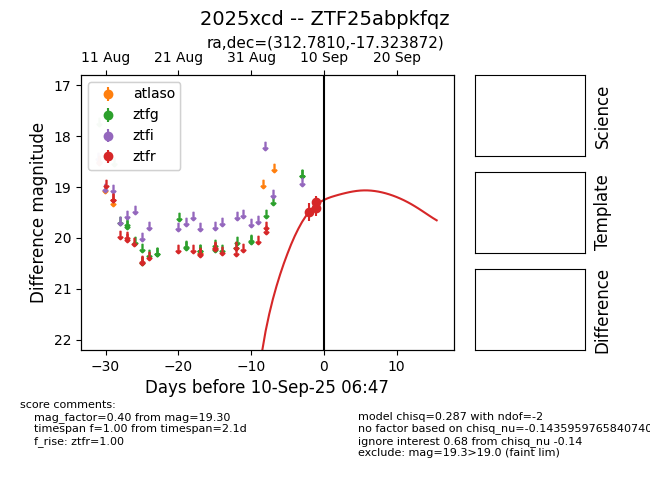 2025xcd -- ZTF25abpkfqz
ra,dec=(312.7810,-17.323872)
11 Aug 21 Aug 31 Aug 10 Sep 20 Sep
17
18
19
20
21
22
Difference magnitude
atlaso
ztfg
ztfi
ztfr
−30 −20 −10 0 10
Days before 10-Sep-25 06:47
Science
Template
Difference
score comments:
mag_factor=0.40 from mag=19.30
timespan f=1.00 from timespan=2.1d
f_rise: ztfr=1.00
model chisq=0.287 with ndof=-2
no factor based on chisq_nu=-0.1435959765840740
ignore interest 0.68 from chisq_nu -0.14
exclude: mag=19.3>19.0 (faint lim)